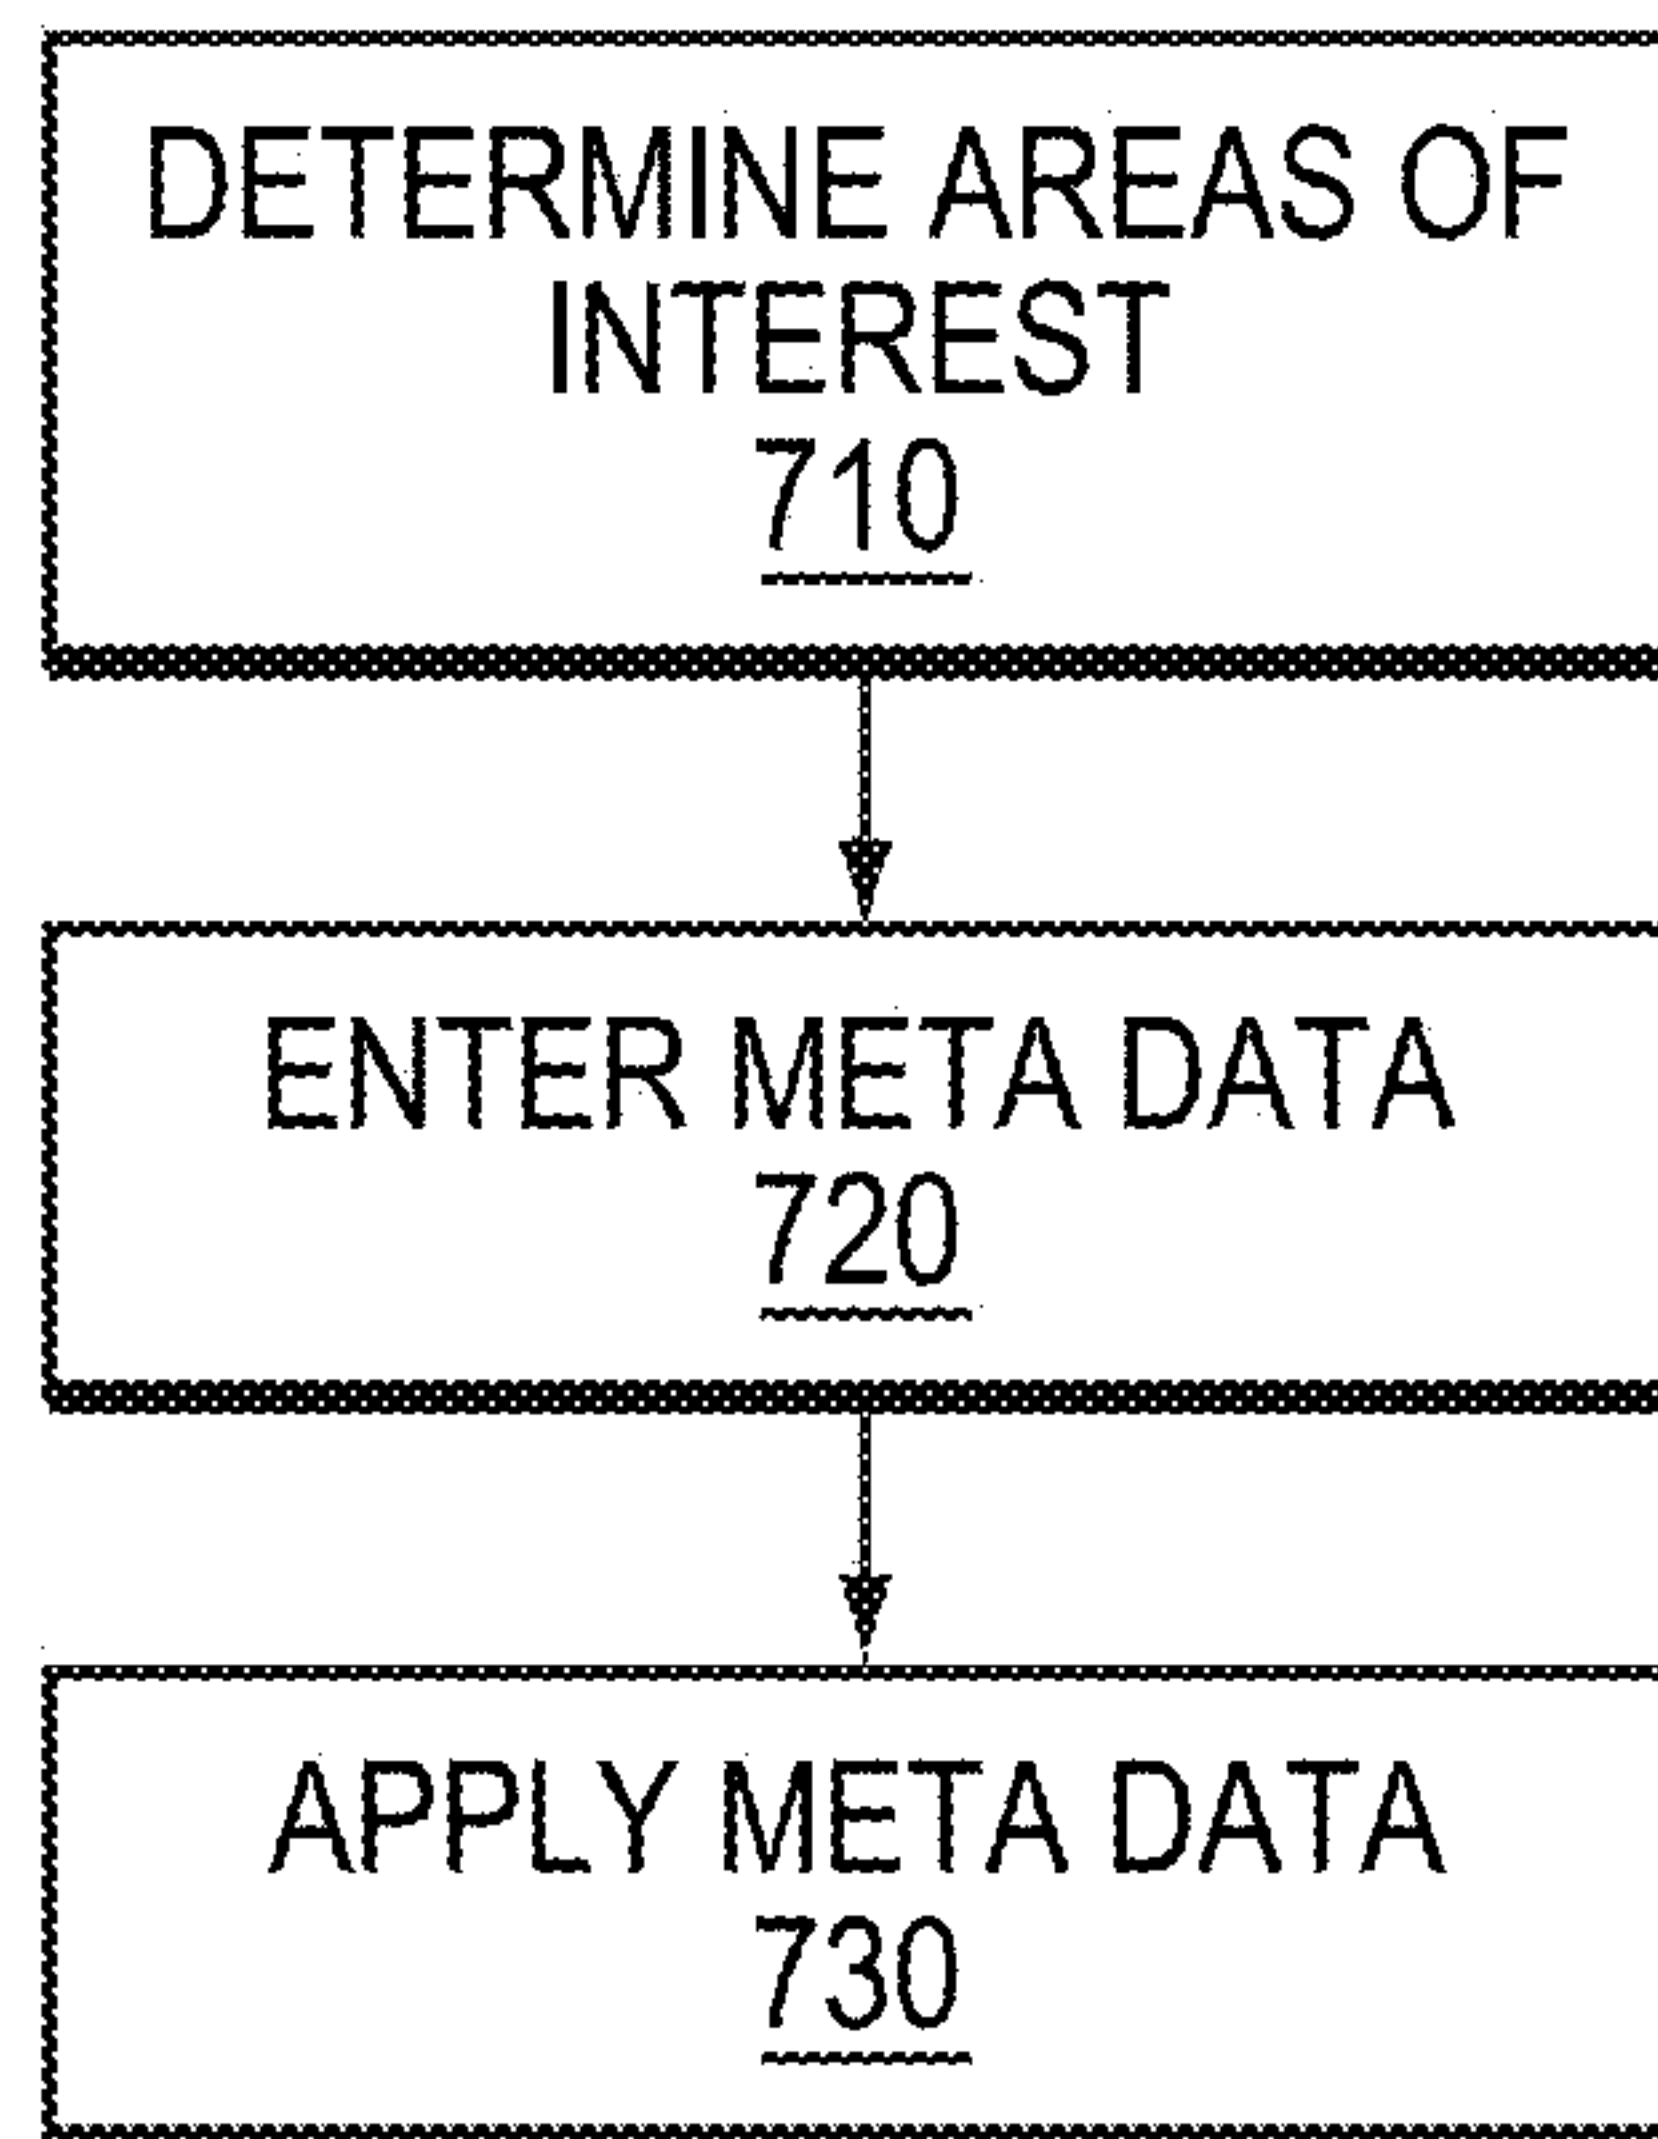 DETERMINE AREAS OF
INTEREST
710
ENTER META DATA
720
APPLY META DATA
730